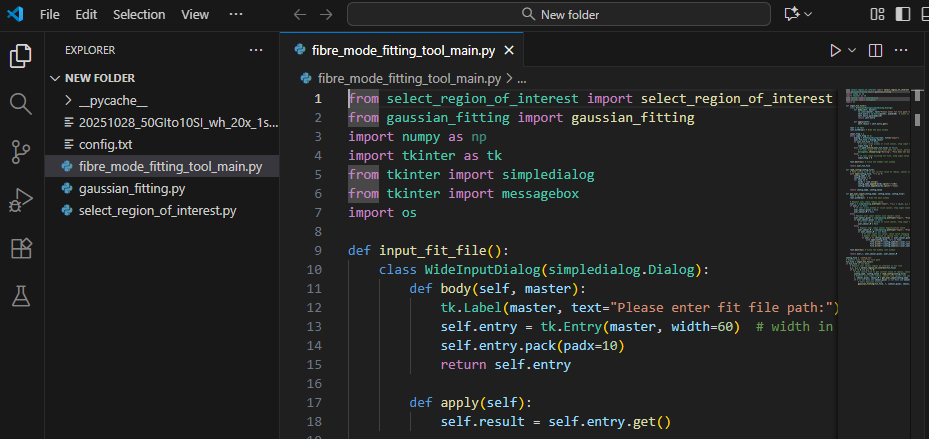 File Edit Selection View ··· New folder
EXPLORER ···
NEW FOLDER
__pycache__
20251028_50GIto10SI_wh_20x_1s...
config.txt
fibre_mode_fitting_tool_main.py
gaussian_fitting.py
select_region_of_interest.py
fibre_mode_fitting_tool_main.py ×
fibre_mode_fitting_tool_main.py > ...
1 from select_region_of_interest import select_region_of_interest
2 from gaussian_fitting import gaussian_fitting
3 import numpy as np
4 import tkinter as tk
5 from tkinter import simpledialog
6 from tkinter import messagebox
7 import os
8
9 def input_fit_file():
10 class WideInputDialog(simpledialog.Dialog):
11 def body(self, master):
12 tk.Label(master, text="Please enter fit file path:")
13 self.entry = tk.Entry(master, width=60) # width in
14 self.entry.pack(padx=10)
15 return self.entry
16
17 def apply(self):
18 self.result = self.entry.get()